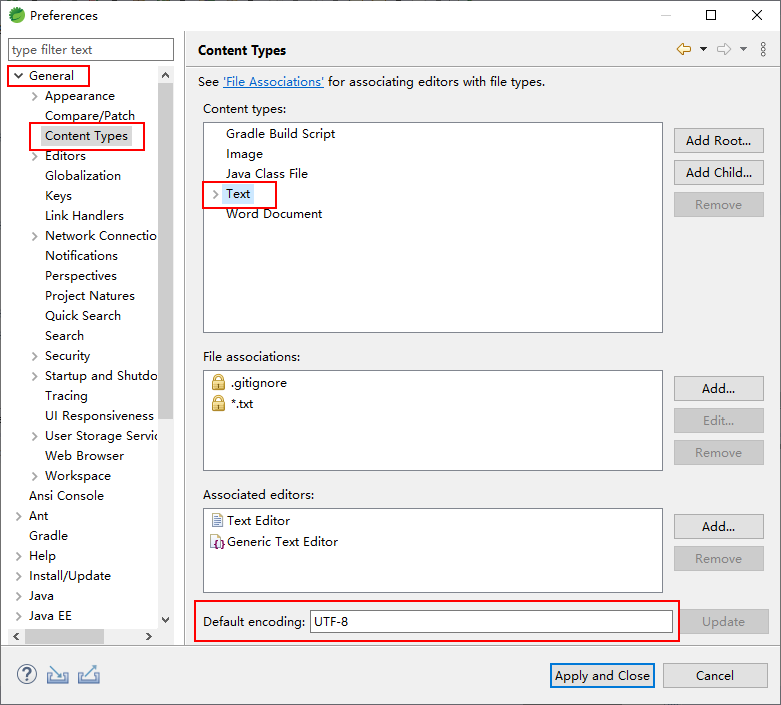 Preferences
type filter text
General
Appearance
Compare/Patch
Content Types
Editors
Globalization
Keys
Link Handlers
Network Connectio
Notifications
Perspectives
Project Natures
Quick Search
Search
Security
Startup and Shutdo
Tracing
UI Responsiveness
User Storage Servic
Web Browser
Workspace
Ansi Console
Ant
Gradle
Help
Install/Update
Java
Java EE
Content Types
See 'File Associations' for associating editors with file types.
Content types:
Gradle Build Script
Image
Java Class File
Text
Word Document
Add Root...
Add Child...
Remove
File associations:
.gitignore
*.txt
Add...
Edit...
Remove
Associated editors:
Text Editor
Generic Text Editor
Add...
Remove
Default encoding: UTF-8
Update
Apply and Close
Cancel